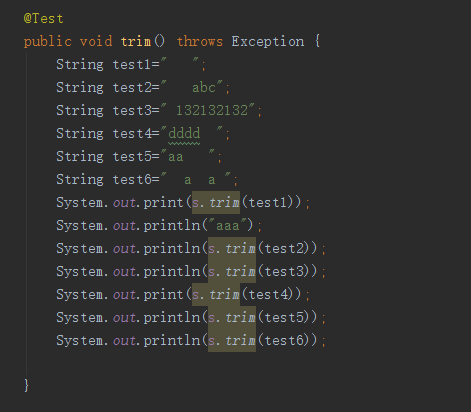 @Test
public void trim() throws Exception {
    String test1="   ";
    String test2="   abc";
    String test3=" 132132132";
    String test4="dddd  ";
    String test5="aa   ";
    String test6="  a  a ";
    System.out.print(s.trim(test1));
    System.out.println("aaa");
    System.out.println(s.trim(test2));
    System.out.println(s.trim(test3));
    System.out.print(s.trim(test4));
    System.out.println(s.trim(test5));
    System.out.println(s.trim(test6));
}